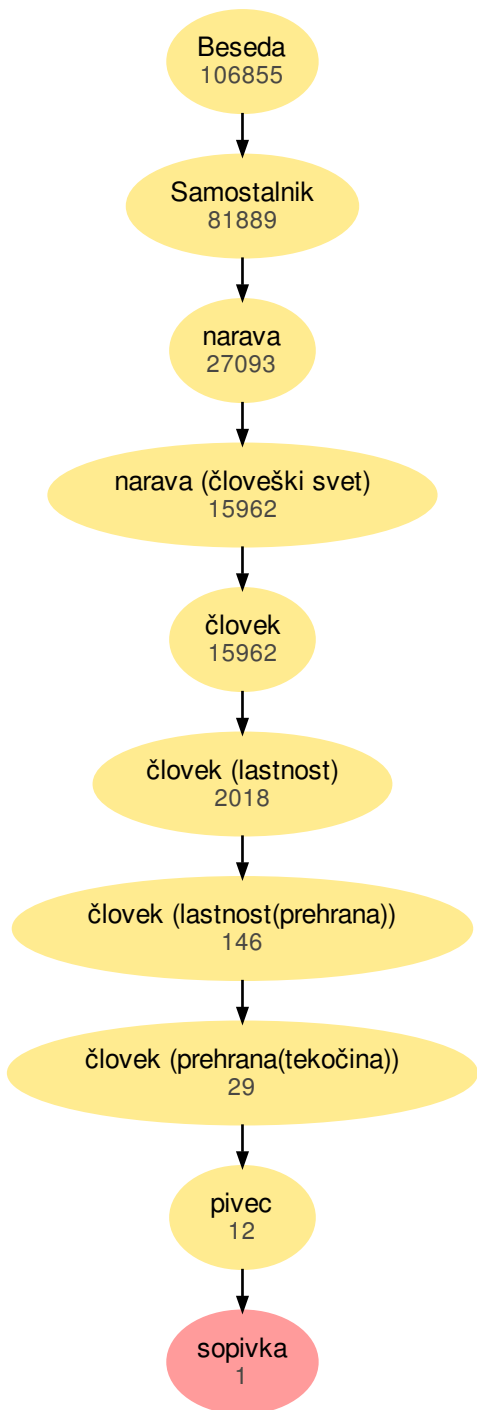 Beseda
106855
Samostalnik
81889
narava
27093
narava (človeški svet)
15962
človek
15962
človek (lastnost)
2018
človek (lastnost(prehrana))
146
človek (prehrana(tekočina))
29
pivec
12
sopivka
1